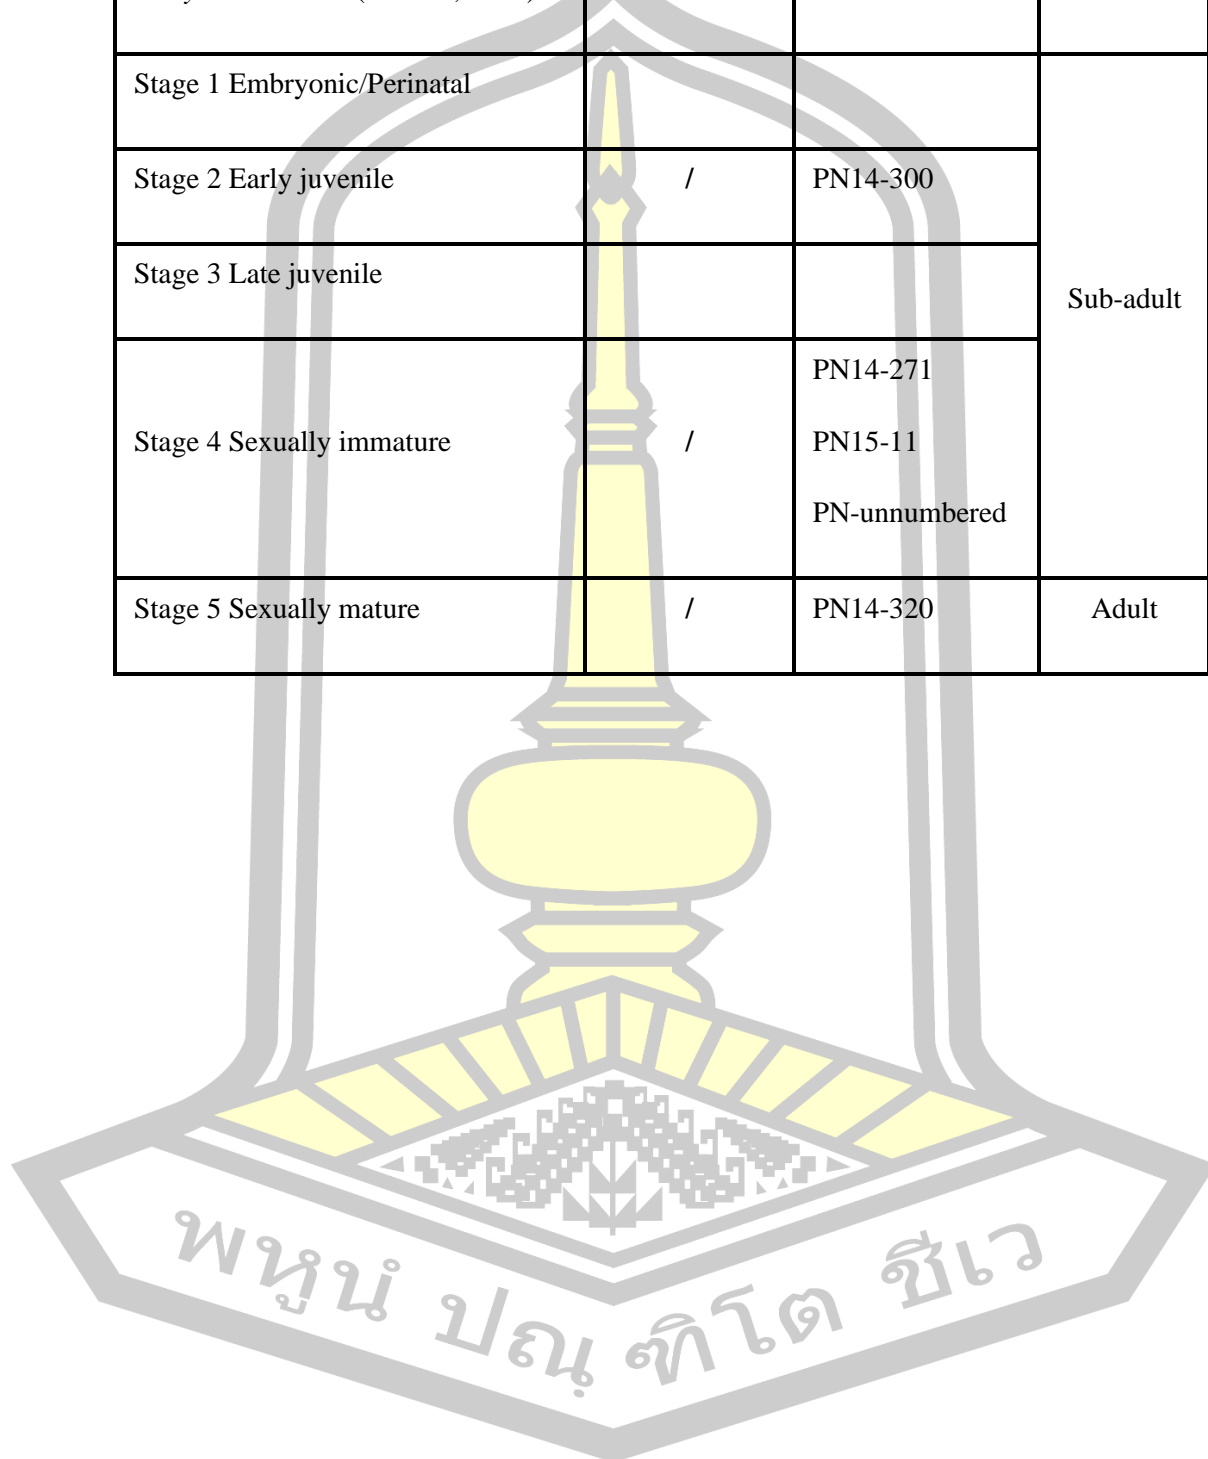 Stage 1 Embryonic/Perinatal
Stage 2 Early juvenile / PN14-300
Stage 3 Late juvenile
Sub-adult
PN14-271
Stage 4 Sexually immature / PN15-11
PN-unnumbered
Stage 5 Sexually mature / PN14-320 Adult
พหูนํ ปณฺฑิโต ชีเว